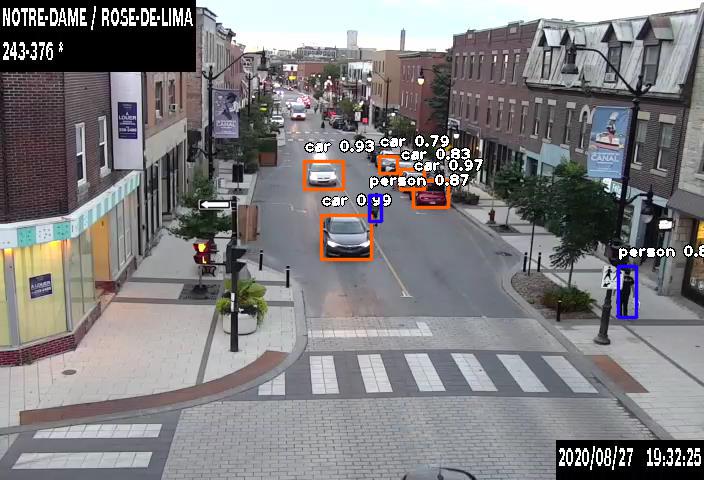 NOTRE-DAME / ROSE-DE-LIMA
243-376 *
car 0.93
car 0.79
car 0.83
car 0.97
person 0.87
car 0.99
person 0.8
À LOUER
CANAL
CANAL
2020/08/27 19:32:25